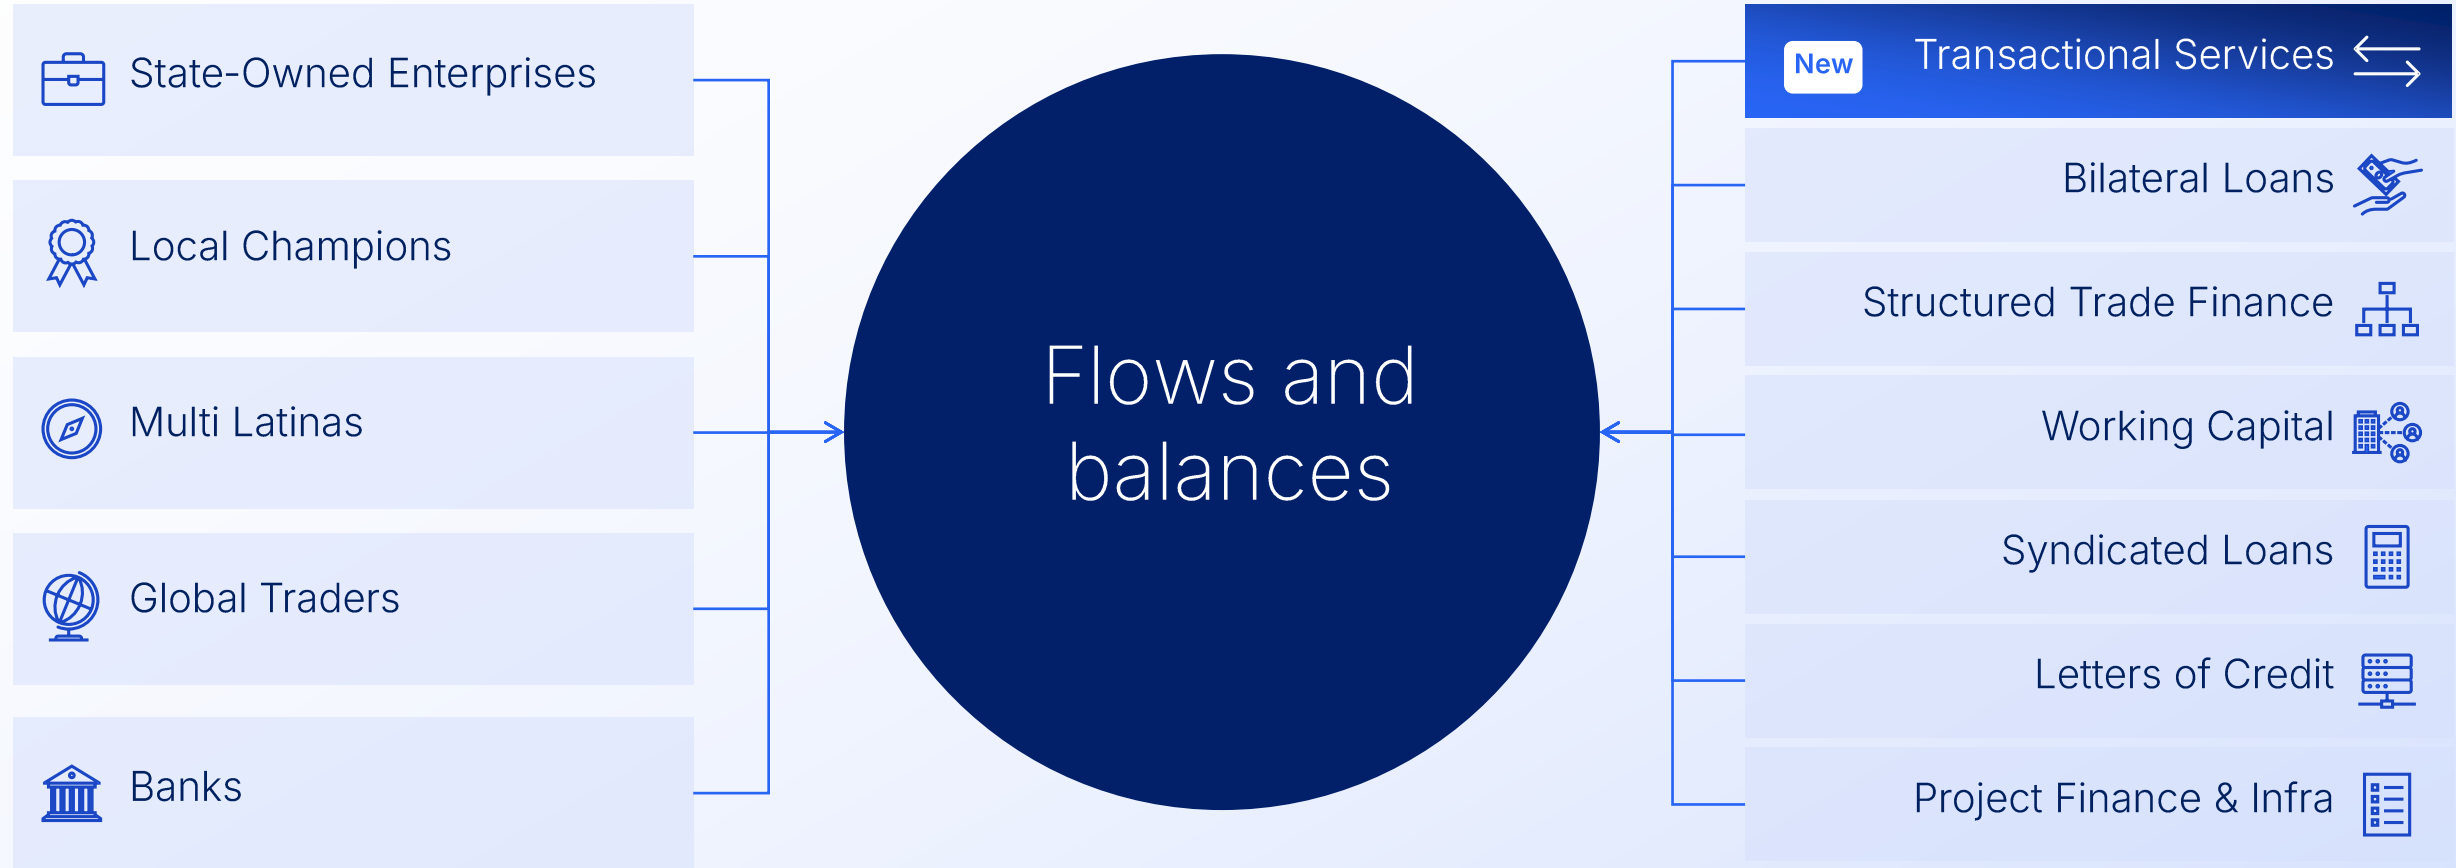 State-Owned Enterprises
Local Champions
Multi Latinas
Global Traders
Banks
Flows and
balances
New
Transactional Services
Bilateral Loans
Structured Trade Finance
Working Capital
Syndicated Loans
Letters of Credit
Project Finance & Infra